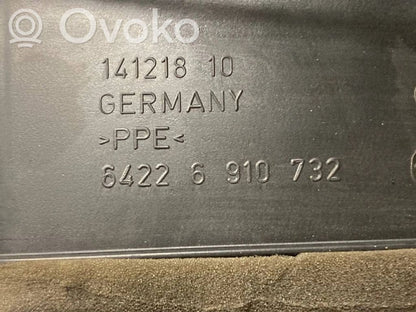 Ovoko
141218 10
GERMANY
>PPE<
6422 6 910 732